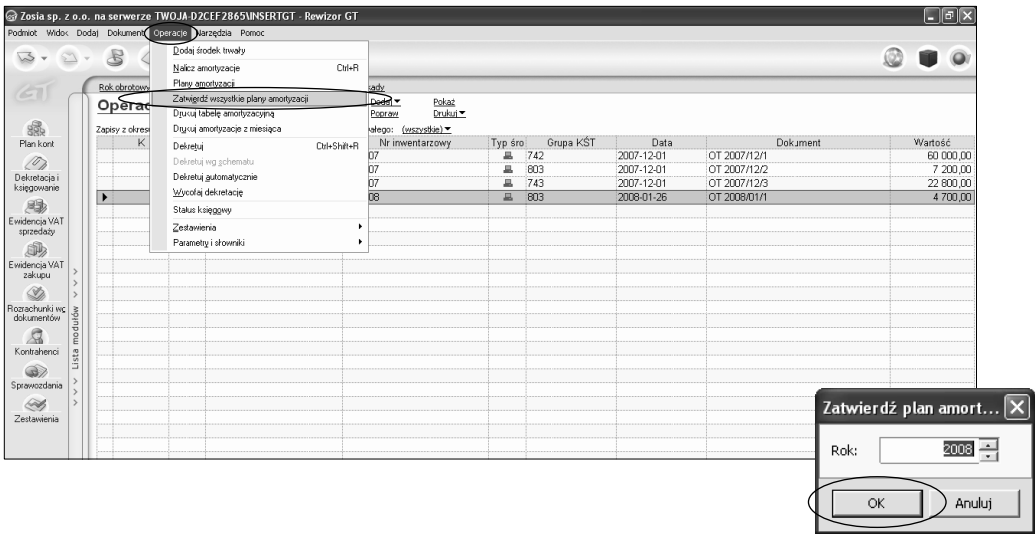 Zosia sp. z o.o. na serwerze TWOJA-D2CEF2865\INSERTGT - Rewizor GT
Podmiot Widok Dodaj Dokument Operacje Narzędzia Pomoc
Dodaj środek trwały
Nalicz amortyzacje Ctrl+R
Plany amortyzacji
Zatwierdź wszystkie plany amortyzacji
Drukuj tabelę amortyzacyjną
Drukuj amortyzacje z miesiąca
Dekretuj Ctrl+Shift+R
Dekretuj wg schematu
Dekretuj automatycznie
Wycofaj dekretację
Status księgowy
Zestawienia
Parametry i słowniki
GT
Rok obrotowy
Operac
Dodaj Pokaż
Popraw Drukuj
Zapisy z okresu (wszystkie)
K Nr inwentarzowy Typ śro Grupa KŚT Data Dokument Wartość
07 742 2007-12-01 OT 2007/12/1 60 000,00
07 803 2007-12-01 OT 2007/12/2 7 200,00
07 743 2007-12-01 OT 2007/12/3 22 800,00
08 803 2008-01-26 OT 2008/01/1 4 700,00
Plan kont
Dekretacja i
księgowanie
Ewidencja VAT
sprzedaży
Ewidencja VAT
zakupu
Rozrachunki wg
dokumentów
Kontrahenci
Sprawozdania
Zestawienia
Lista modułów
Zatwierdź plan amort...
Rok: 2008
OK Anuluj